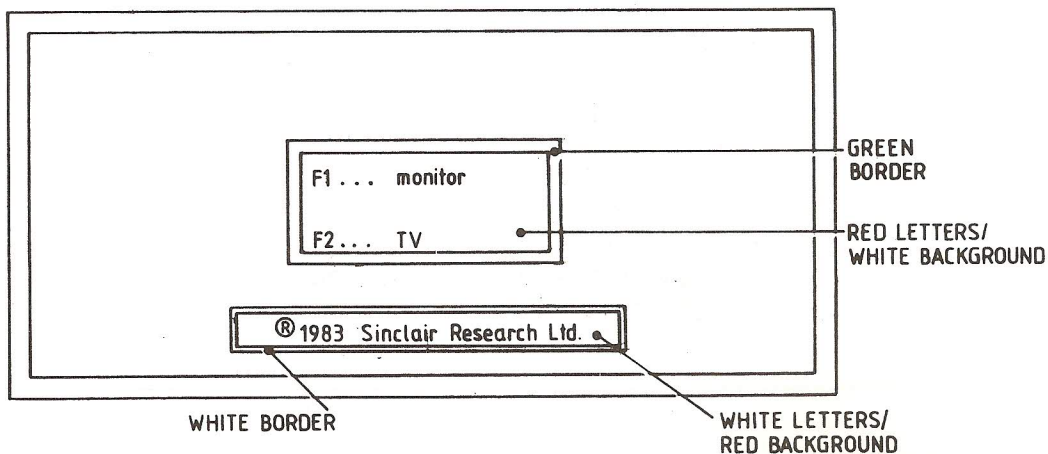 F1... monitor
F2... TV
® 1983 Sinclair Research Ltd.
GREEN
BORDER
RED LETTERS/
WHITE BACKGROUND
WHITE BORDER
WHITE LETTERS/
RED BACKGROUND